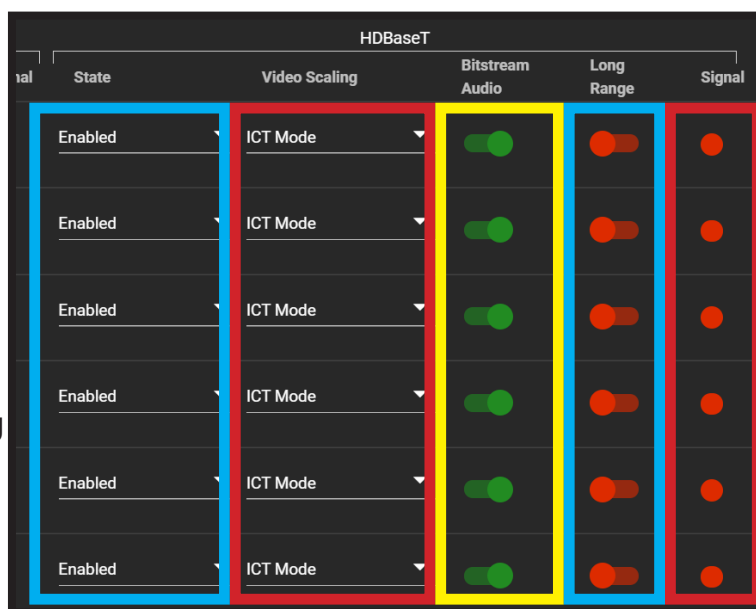 HDBaseT
nal State Video Scaling Bitstream Audio Long Range Signal
Enabled ICT Mode
Enabled ICT Mode
Enabled ICT Mode
Enabled ICT Mode
g
Enabled ICT Mode
Enabled ICT Mode